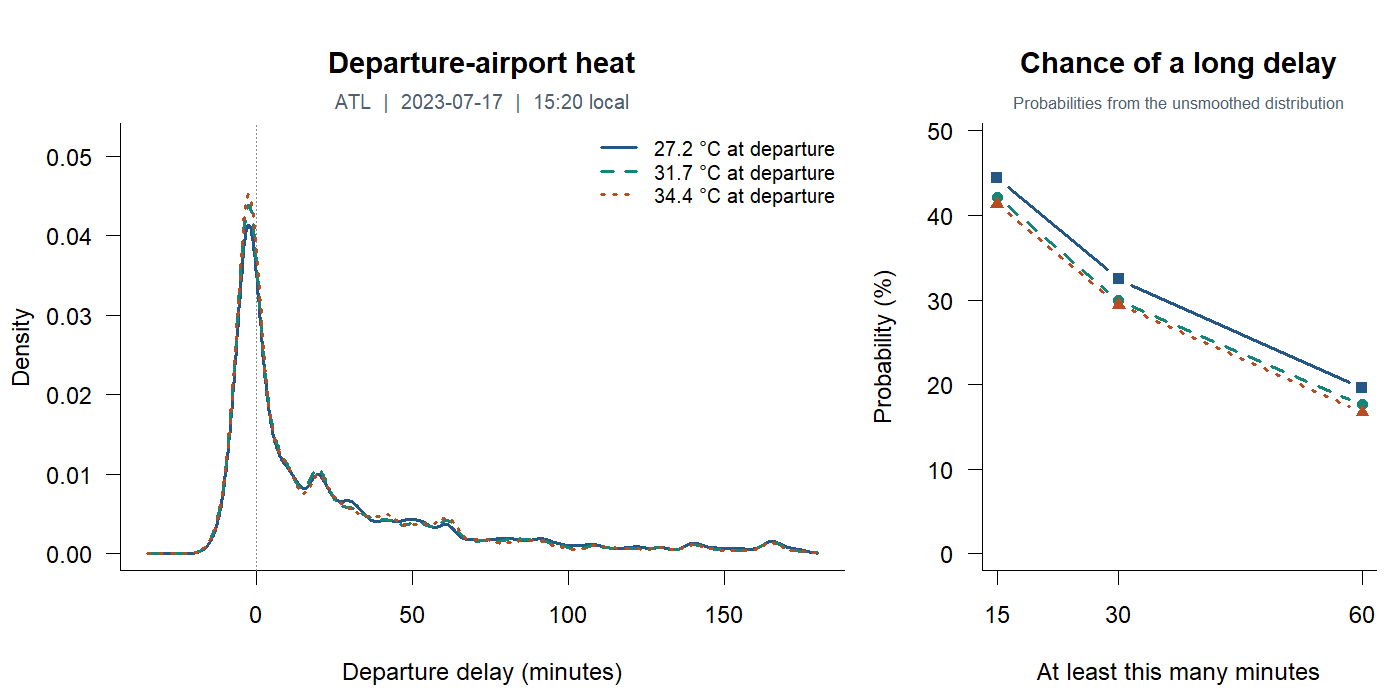 Departure-airport heat
ATL | 2023-07-17 | 15:20 local
27.2 °C at departure
31.7 °C at departure
34.4 °C at departure
Density
0.05
0.04
0.03
0.02
0.01
0.00
0 50 100 150
Departure delay (minutes)
Chance of a long delay
Probabilities from the unsmoothed distribution
Probability (%)
50
40
30
20
10
0
15 30 60
At least this many minutes